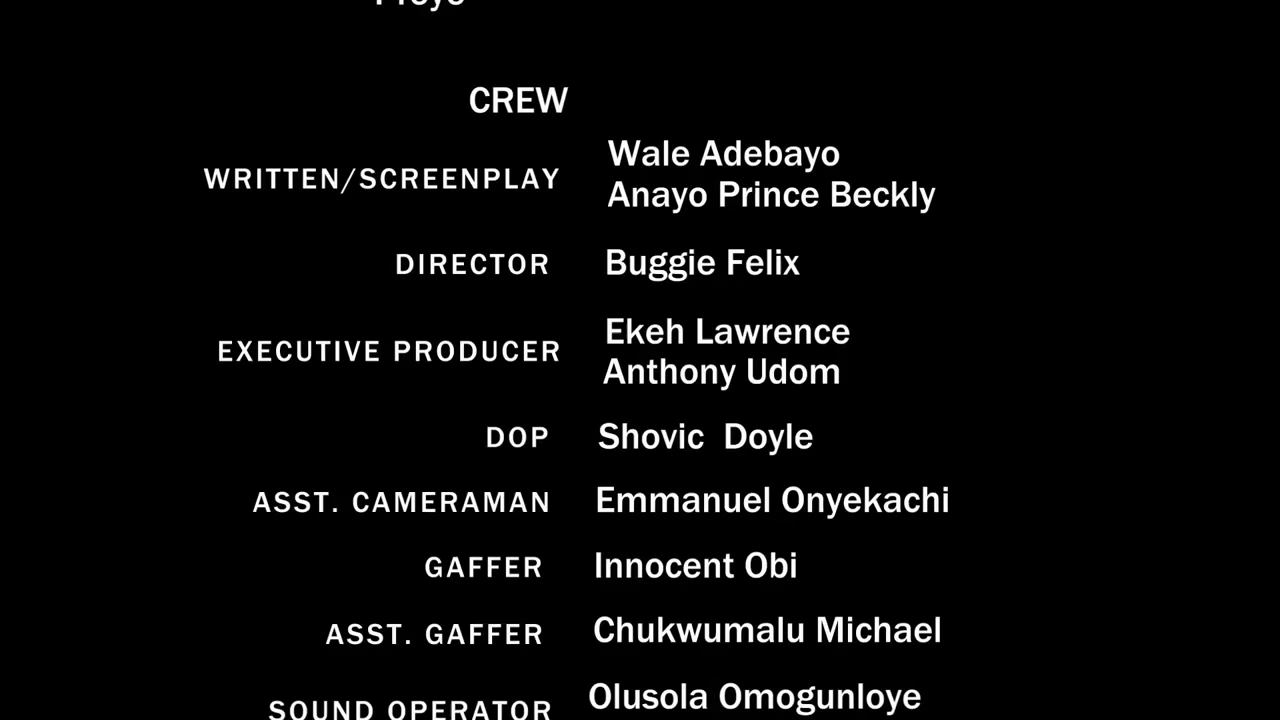 CREW
WRITTEN/SCREENPLAY Wale Adebayo
Anayo Prince Beckly
DIRECTOR Buggie Felix
EXECUTIVE PRODUCER Ekeh Lawrence
Anthony Udom
DOP Shovic Doyle
ASST. CAMERAMAN Emmanuel Onyekachi
GAFFER Innocent Obi
ASST. GAFFER Chukwumalu Michael
SOUND OPERATOR Olusola Omogunloye